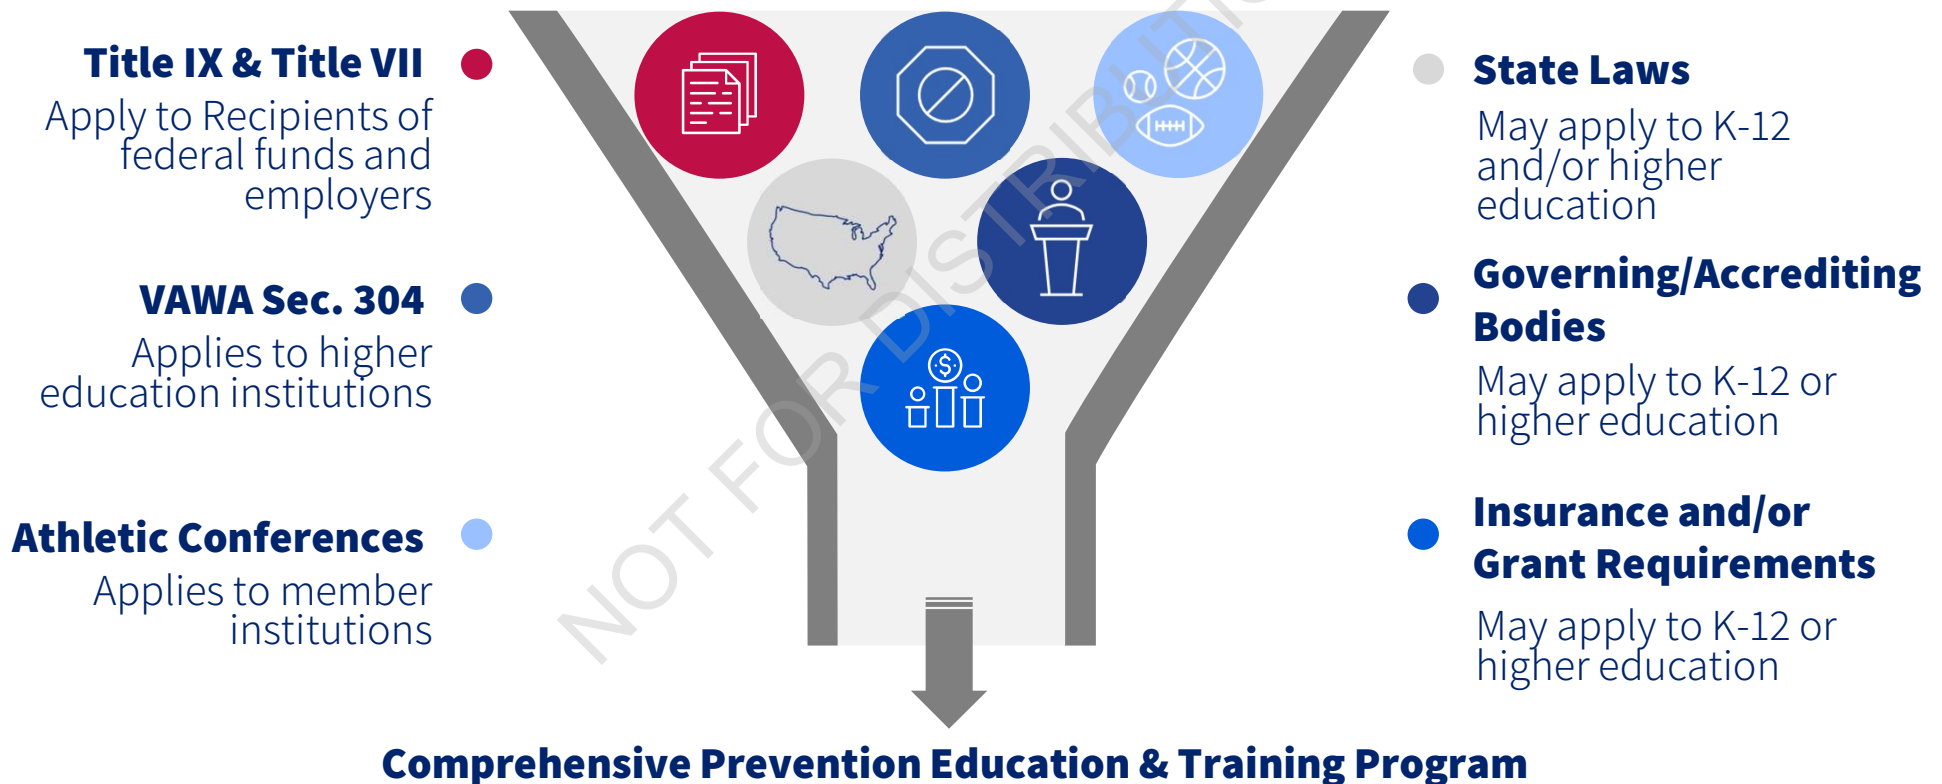 Title IX & Title VII
Apply to Recipients of
federal funds and
employers
VAWA Sec. 304
Applies to higher
education institutions
Athletic Conferences
Applies to member
institutions
$
NOT FOR DISTRIBUTION
State Laws
May apply to K-12
and/or higher
education
Governing/Accrediting
Bodies
May apply to K-12 or
higher education
Insurance and/or
Grant Requirements
May apply to K-12 or
higher education
Comprehensive Prevention Education & Training Program